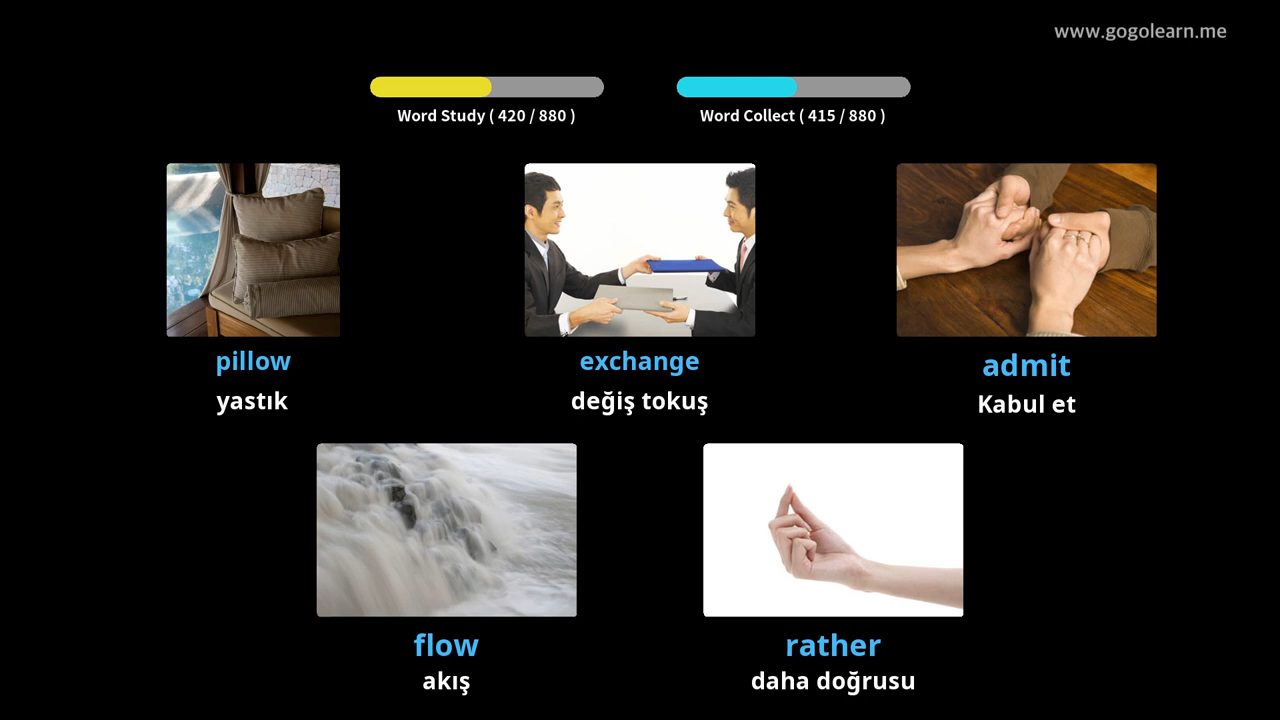 www.gogolearn.me
Word Study ( 420 / 880 )
Word Collect ( 415 / 880 )
pillow
yastık
exchange
değiş tokuş
admit
Kabul et
flow
akış
rather
daha doğrusu